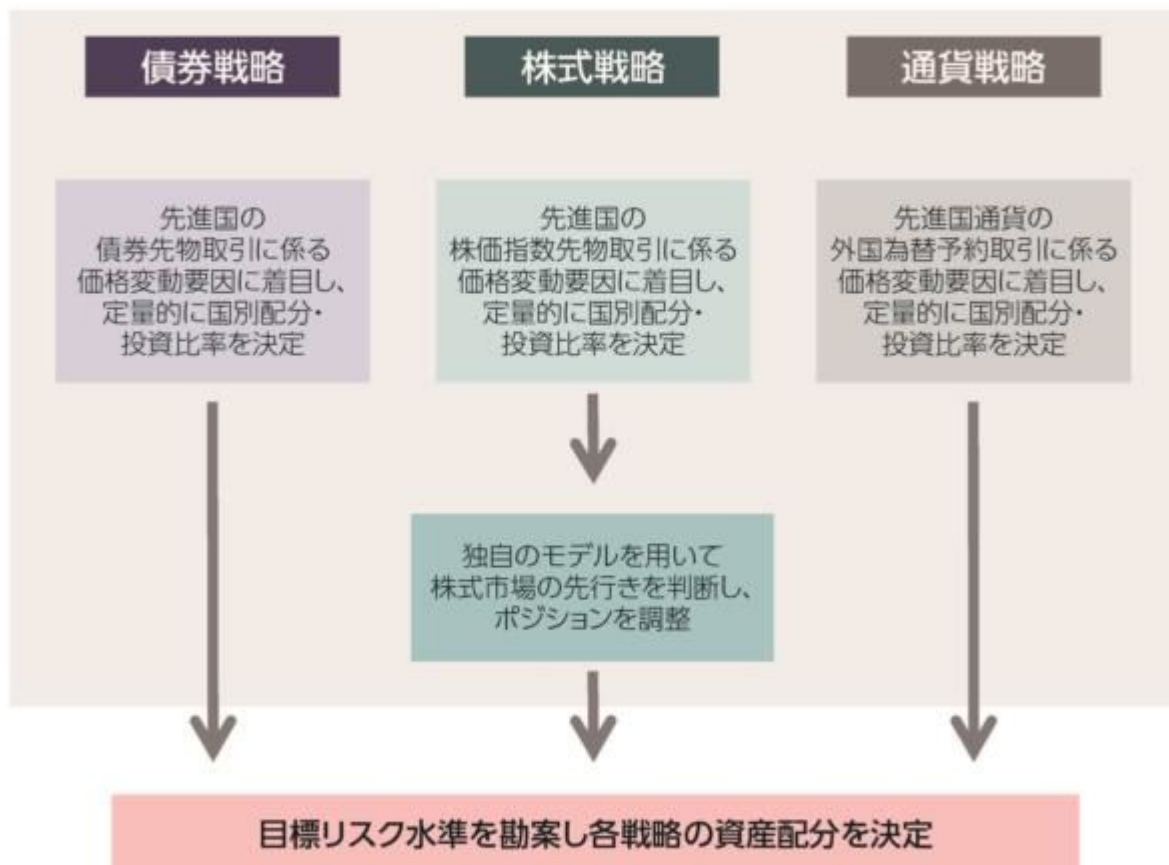 債券戦略
株式戦略
通貨戦略
先進国の
債券先物取引に係る
価格変動要因に着目し、
定量的に国別配分・
投資比率を決定
先進国の
株価指数先物取引に係る
価格変動要因に着目し、
定量的に国別配分・
投資比率を決定
先進国通貨の
外国為替予約取引に係る
価格変動要因に着目し、
定量的に国別配分・
投資比率を決定
独自のモデルを用いて
株式市場の先行きを判断し、
ポジションを調整
目標リスク水準を勘案し各戦略の資産配分を決定